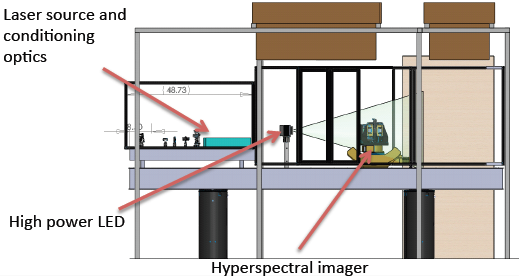 Laser source and
conditioning
optics
48.73
High power LED
Hyperspectral imager